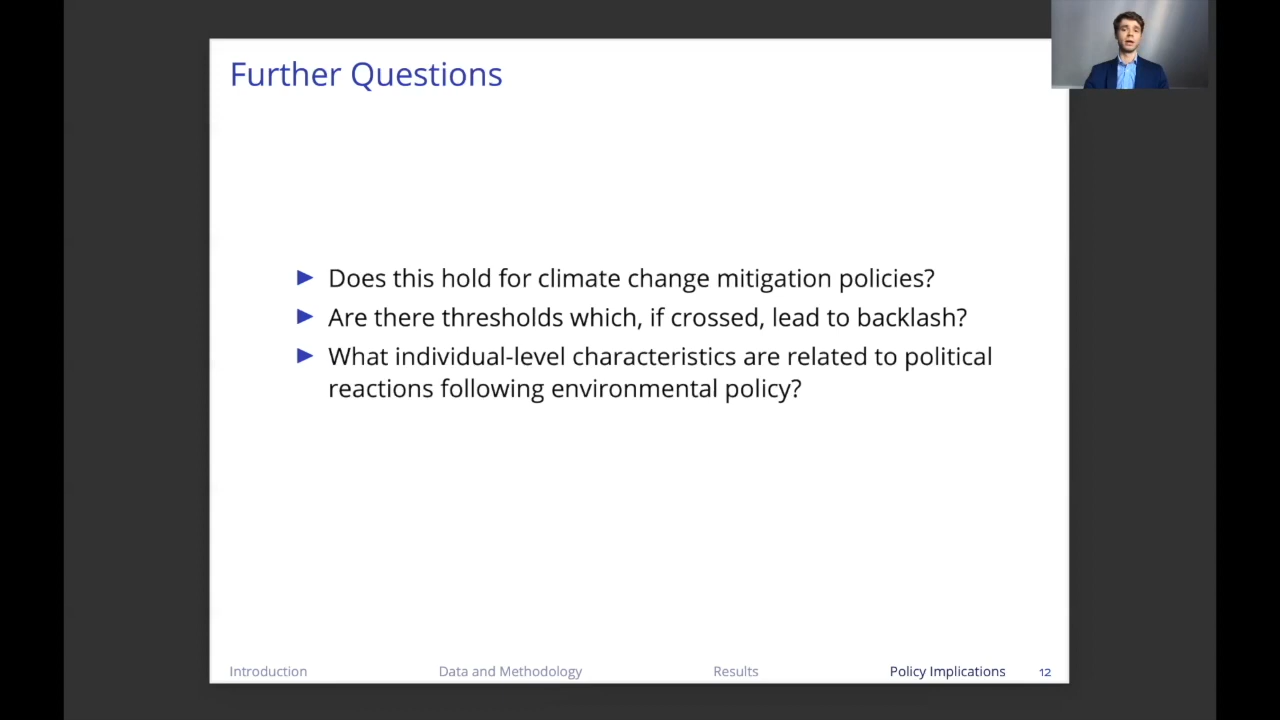 Further Questions
Does this hold for climate change mitigation policies?
Are there thresholds which, if crossed, lead to backlash?
What individual-level characteristics are related to political
reactions following environmental policy?
Introduction Data and Methodology Results Policy Implications 12